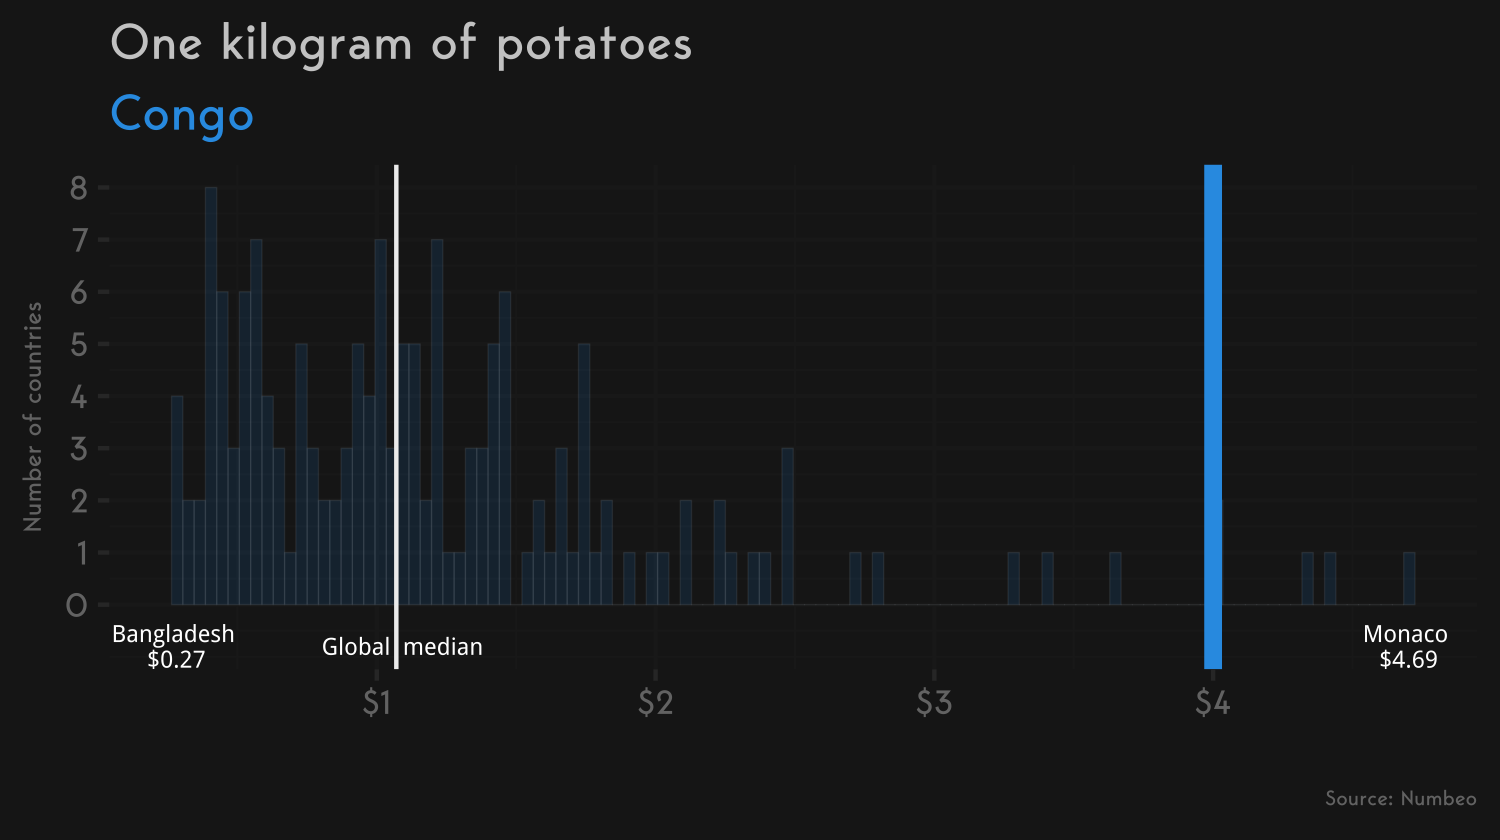 One kilogram of potatoes
Congo
Number of countries
8
7
6
5
4
3
2
1
0
Bangladesh
$0.27
Global median
Monaco
$4.69
$1 $2 $3 $4
Source: Numbeo